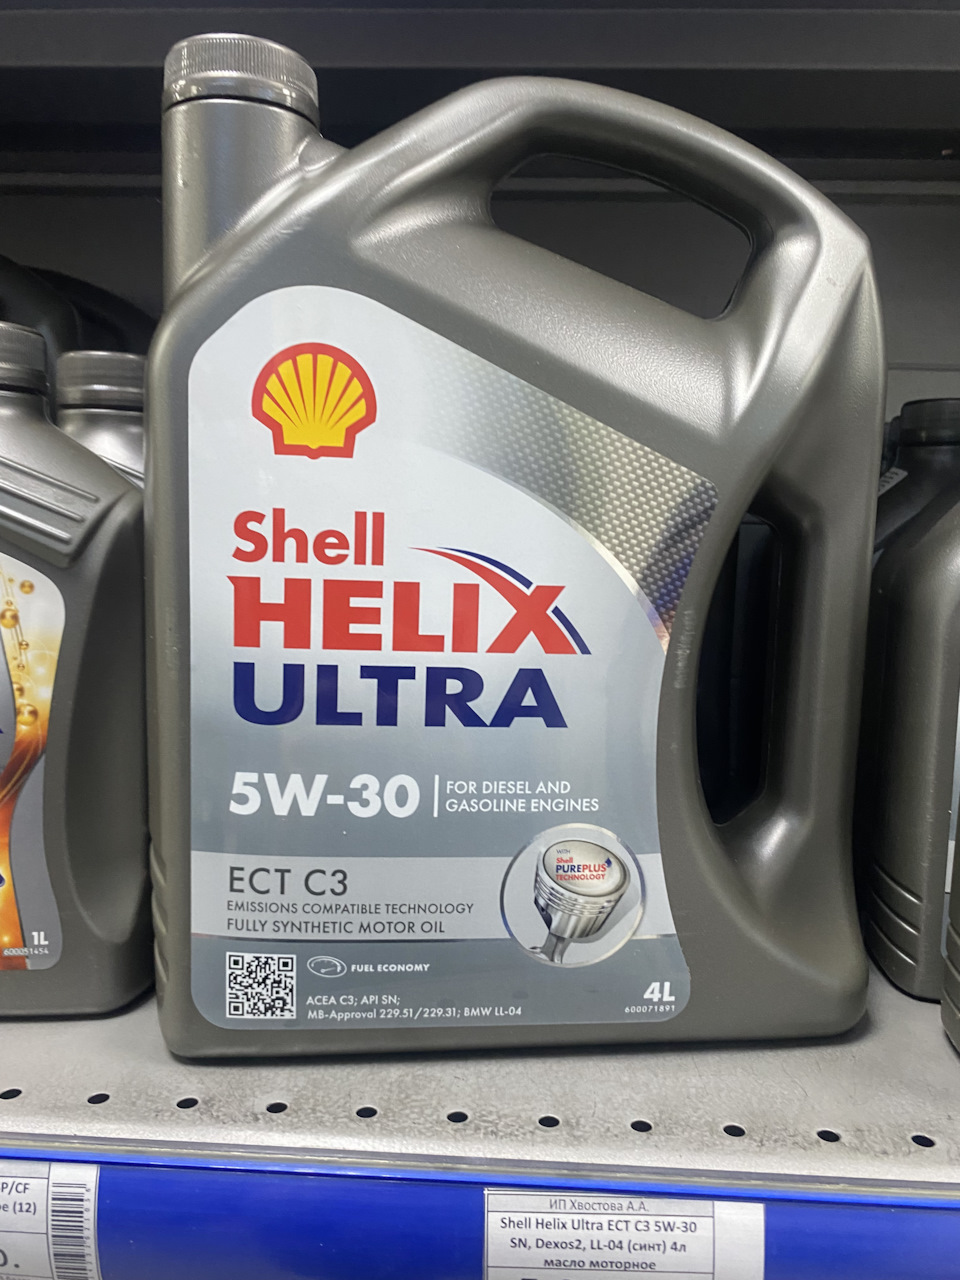 Shell
HELIX
ULTRA
5W-30
FOR DIESEL AND
GASOLINE ENGINES
WITH
Shell
PUREPLUS
TECHNOLOGY
ECT C3
EMISSIONS COMPATIBLE TECHNOLOGY
FULLY SYNTHETIC MOTOR OIL
FUEL ECONOMY
ACEA C3; API SN;
MB-Approval 229.51/229.31; BMW LL-04
4L
600071891
1L
600051454
P/CF
(12)
ИП Хвостова А.А.
Shell Helix Ultra ECT C3 5W-30
SN, Dexos2, LL-04 (синт) 4л
масло моторное